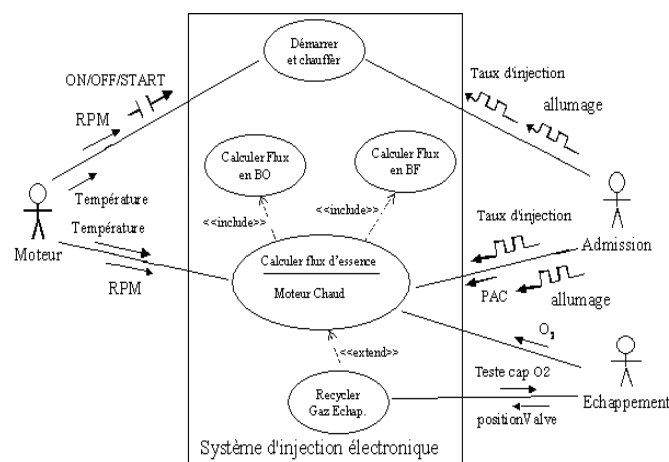 Démarrer
et chauffer
ON/OFF/START
RPM
Température
Taux d'injection
allumage
Calculer Flux
en BO
Calculer Flux
en BF
<<include>>
<<include>>
Moteur
Température
RPM
Calculer flux d'essence
Moteur Chaud
Taux d'injection
Admission
PAC
allumage
<<extend>>
O2
Recycler
Gaz Echap.
Teste cap O2
positionValve
Echappement
Système d'injection électronique